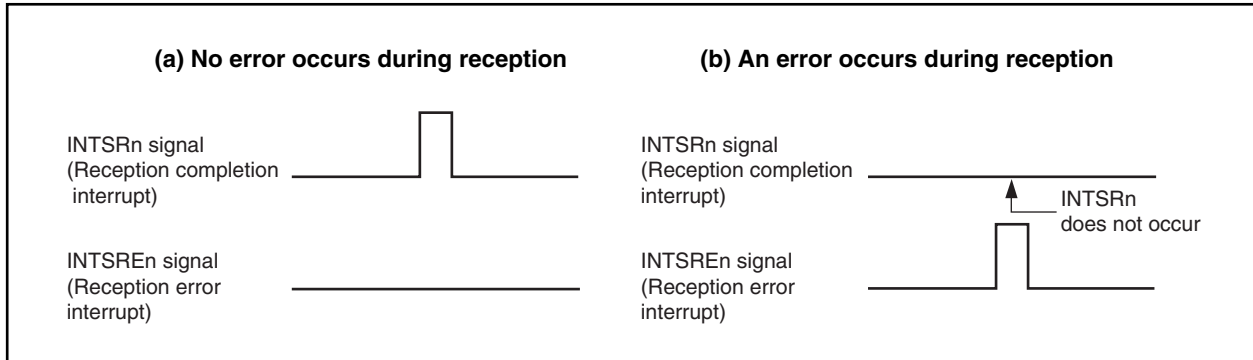 (a) No error occurs during reception
INTSRn signal
(Reception completion
interrupt)
INTSREn signal
(Reception error
interrupt)
(b) An error occurs during reception
INTSRn signal
(Reception completion
interrupt)
INTSRn
does not occur
INTSREn signal
(Reception error
interrupt)